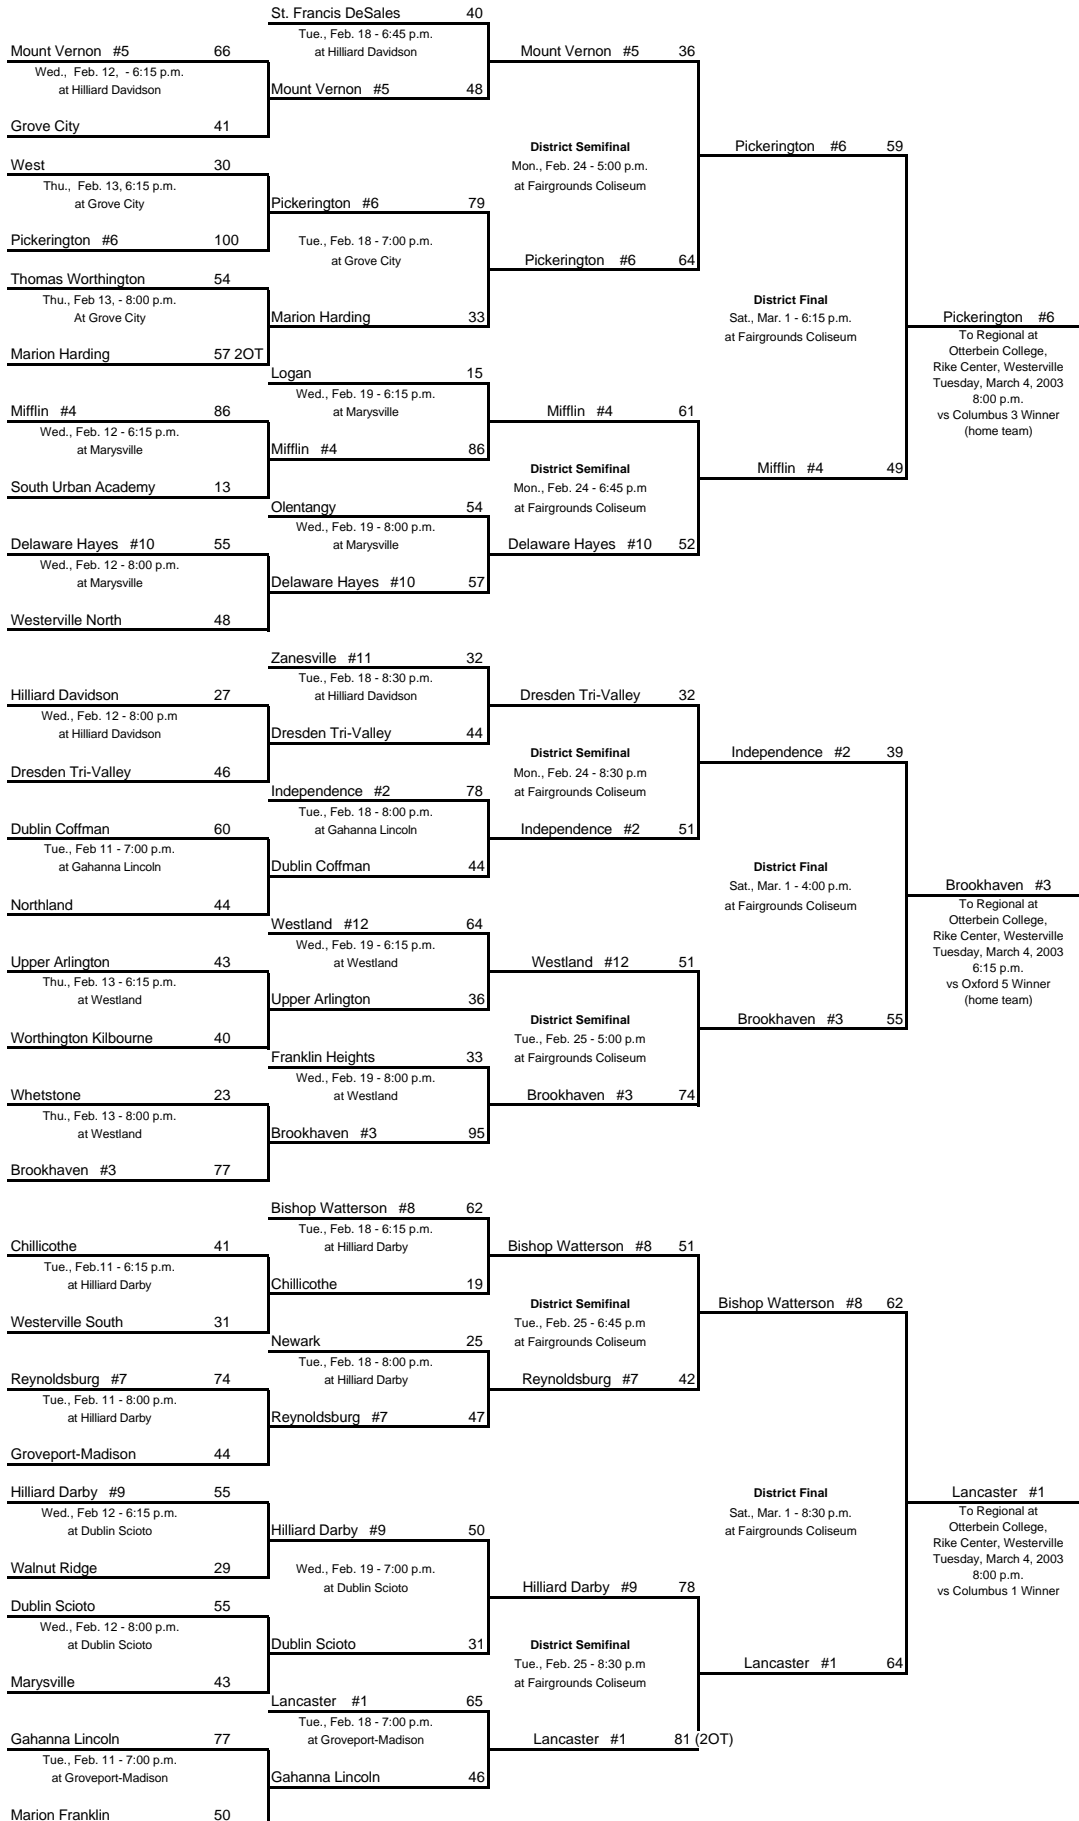 St. Francis DeSales 40
Tue., Feb. 18 - 6:45 p.m.
at Hilliard Davidson
Mount Vernon #5 66
Wed., Feb. 12, - 6:15 p.m.
at Hilliard Davidson
Mount Vernon #5 48
Mount Vernon #5 36
Grove City 41
District Semifinal
Mon., Feb. 24 - 5:00 p.m.
at Fairgrounds Coliseum
Pickerington #6 59
West 30
Thu., Feb. 13, 6:15 p.m.
at Grove City
Pickerington #6 79
Pickerington #6 100
Tue., Feb. 18 - 7:00 p.m.
at Grove City
Pickerington #6 64
Thomas Worthington 54
Thu., Feb 13, - 8:00 p.m.
At Grove City
Marion Harding 33
Marion Harding 57 2OT
District Final
Sat., Mar. 1 - 6:15 p.m.
at Fairgrounds Coliseum
Pickerington #6
To Regional at
Otterbein College,
Rike Center, Westerville
Tuesday, March 4, 2003
8:00 p.m.
vs Columbus 3 Winner
(home team)
Logan 15
Wed., Feb. 19 - 6:15 p.m.
at Marysville
Mifflin #4 86
Wed., Feb. 12 - 6:15 p.m.
at Marysville
Mifflin #4 86
Mifflin #4 61
South Urban Academy 13
District Semifinal
Mon., Feb. 24 - 6:45 p.m
at Fairgrounds Coliseum
Mifflin #4 49
Olentangy 54
Wed., Feb. 19 - 8:00 p.m.
at Marysville
Delaware Hayes #10 55
Wed., Feb. 12 - 8:00 p.m.
at Marysville
Delaware Hayes #10 57
Delaware Hayes #10 52
Westerville North 48
Zanesville #11 32
Tue., Feb. 18 - 8:30 p.m.
at Hilliard Davidson
Hilliard Davidson 27
Wed., Feb. 12 - 8:00 p.m
at Hilliard Davidson
Dresden Tri-Valley 44
Dresden Tri-Valley 32
Dresden Tri-Valley 46
District Semifinal
Mon., Feb. 24 - 8:30 p.m
at Fairgrounds Coliseum
Independence #2 39
Independence #2 78
Tue., Feb. 18 - 8:00 p.m.
at Gahanna Lincoln
Independence #2 51
Dublin Coffman 60
Tue., Feb 11 - 7:00 p.m.
at Gahanna Lincoln
Dublin Coffman 44
Northland 44
District Final
Sat., Mar. 1 - 4:00 p.m.
at Fairgrounds Coliseum
Brookhaven #3
To Regional at
Otterbein College,
Rike Center, Westerville
Tuesday, March 4, 2003
6:15 p.m.
vs Oxford 5 Winner
(home team)
Westland #12 64
Wed., Feb. 19 - 6:15 p.m.
at Westland
Upper Arlington 43
Thu., Feb. 13 - 6:15 p.m.
at Westland
Upper Arlington 36
Westland #12 51
Worthington Kilbourne 40
District Semifinal
Tue., Feb. 25 - 5:00 p.m
at Fairgrounds Coliseum
Brookhaven #3 55
Franklin Heights 33
Wed., Feb. 19 - 8:00 p.m.
at Westland
Whetstone 23
Thu., Feb. 13 - 8:00 p.m.
at Westland
Brookhaven #3 95
Brookhaven #3 74
Brookhaven #3 77
Bishop Watterson #8 62
Tue., Feb. 18 - 6:15 p.m.
at Hilliard Darby
Chillicothe 41
Tue., Feb.11 - 6:15 p.m.
at Hilliard Darby
Chillicothe 19
Bishop Watterson #8 51
Westerville South 31
District Semifinal
Tue., Feb. 25 - 6:45 p.m
at Fairgrounds Coliseum
Bishop Watterson #8 62
Newark 25
Tue., Feb. 18 - 8:00 p.m.
at Hilliard Darby
Reynoldsburg #7 74
Tue., Feb. 11 - 8:00 p.m.
at Hilliard Darby
Reynoldsburg #7 47
Reynoldsburg #7 42
Groveport-Madison 44
Hilliard Darby #9 55
Wed., Feb 12 - 6:15 p.m.
at Dublin Scioto
Hilliard Darby #9 50
Walnut Ridge 29
Wed., Feb. 19 - 7:00 p.m.
at Dublin Scioto
Hilliard Darby #9 78
District Final
Sat., Mar. 1 - 8:30 p.m.
at Fairgrounds Coliseum
Lancaster #1
To Regional at
Otterbein College,
Rike Center, Westerville
Tuesday, March 4, 2003
8:00 p.m.
vs Columbus 1 Winner
Dublin Scioto 55
Wed., Feb. 12 - 8:00 p.m.
at Dublin Scioto
Dublin Scioto 31
Marysville 43
District Semifinal
Tue., Feb. 25 - 8:30 p.m
at Fairgrounds Coliseum
Lancaster #1 64
Lancaster #1 65
Tue., Feb. 18 - 7:00 p.m.
at Groveport-Madison
Lancaster #1 81 (2OT)
Gahanna Lincoln 77
Tue., Feb. 11 - 7:00 p.m.
at Groveport-Madison
Gahanna Lincoln 46
Marion Franklin 50